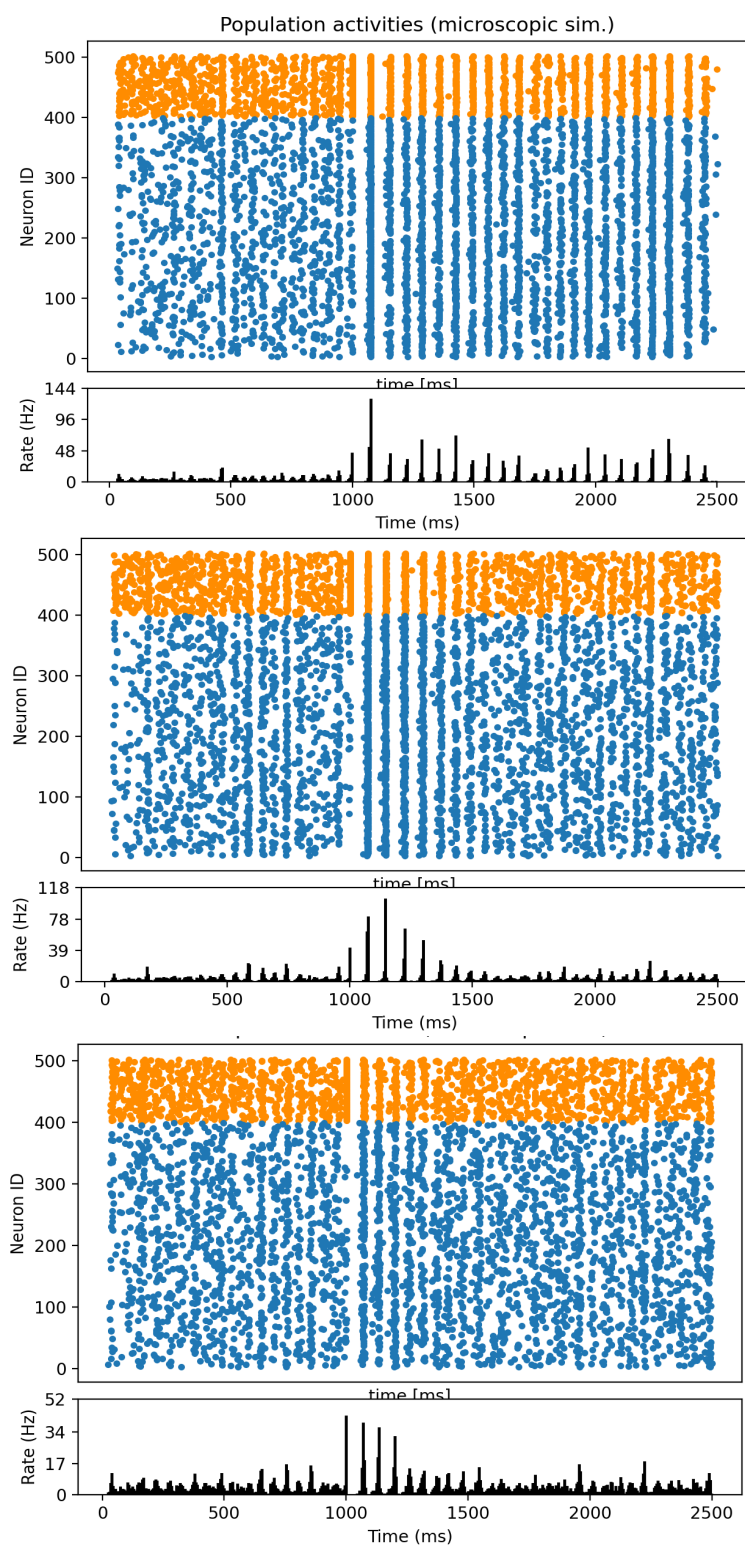 Population activities (microscopic sim.)
500
400
300
200
100
0
Neuron ID
time [ms]
144
96
48
0
Rate (Hz)
0 500 1000 1500 2000 2500
Time (ms)
500
400
300
200
100
0
Neuron ID
time [ms]
118
78
39
0
Rate (Hz)
0 500 1000 1500 2000 2500
Time (ms)
500
400
300
200
100
0
Neuron ID
time [ms]
52
34
17
0
Rate (Hz)
0 500 1000 1500 2000 2500
Time (ms)